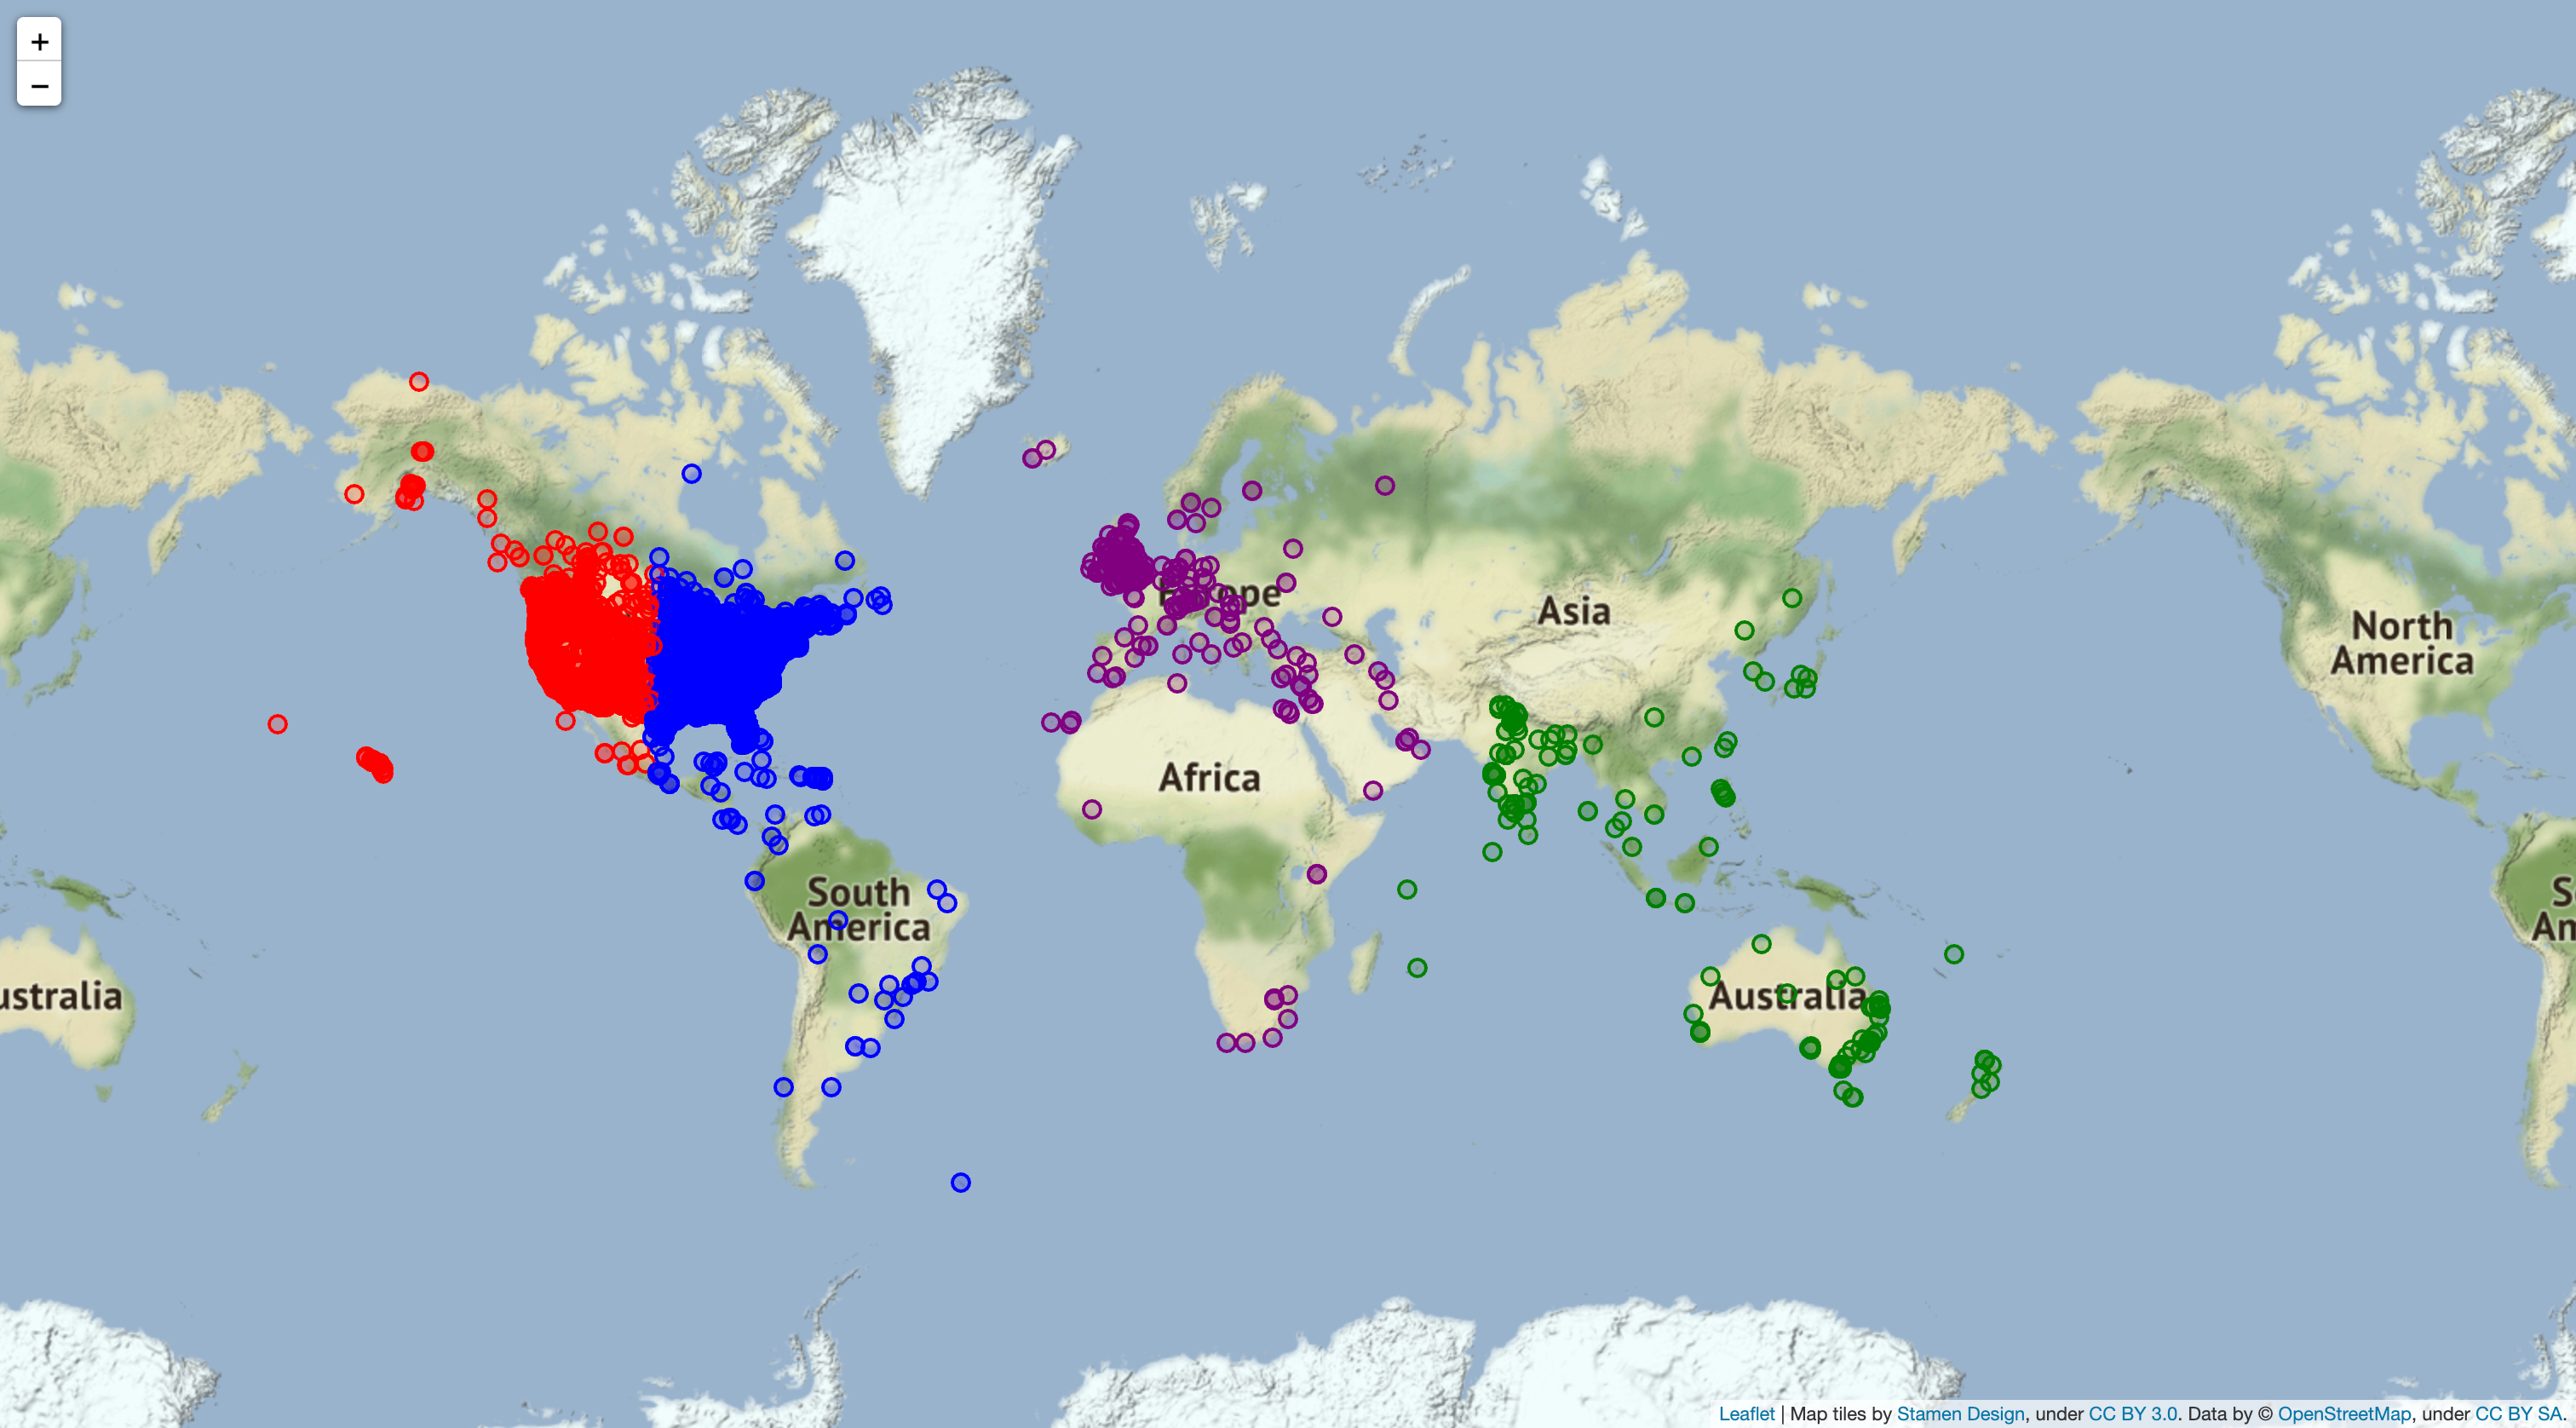 +
−
Europe
Asia
North
America
Africa
South
America
Australia
ustralia
S
An
Leaflet | Map tiles by Stamen Design, under CC BY 3.0. Data by © OpenStreetMap, under CC BY SA.